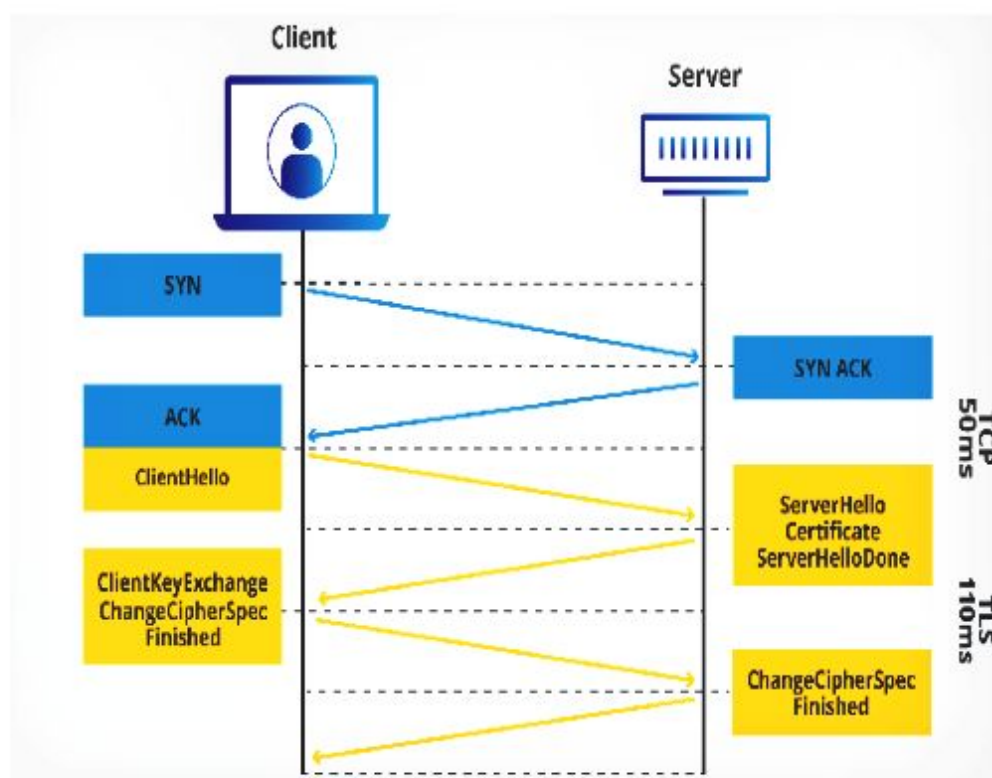 Client
Server
SYN
SYN ACK
ACK
ClientHello
ServerHello
Certificate
ServerHelloDone
ClientKeyExchange
ChangeCipherSpec
Finished
ChangeCipherSpec
Finished
TCP
50ms
TLS
110ms